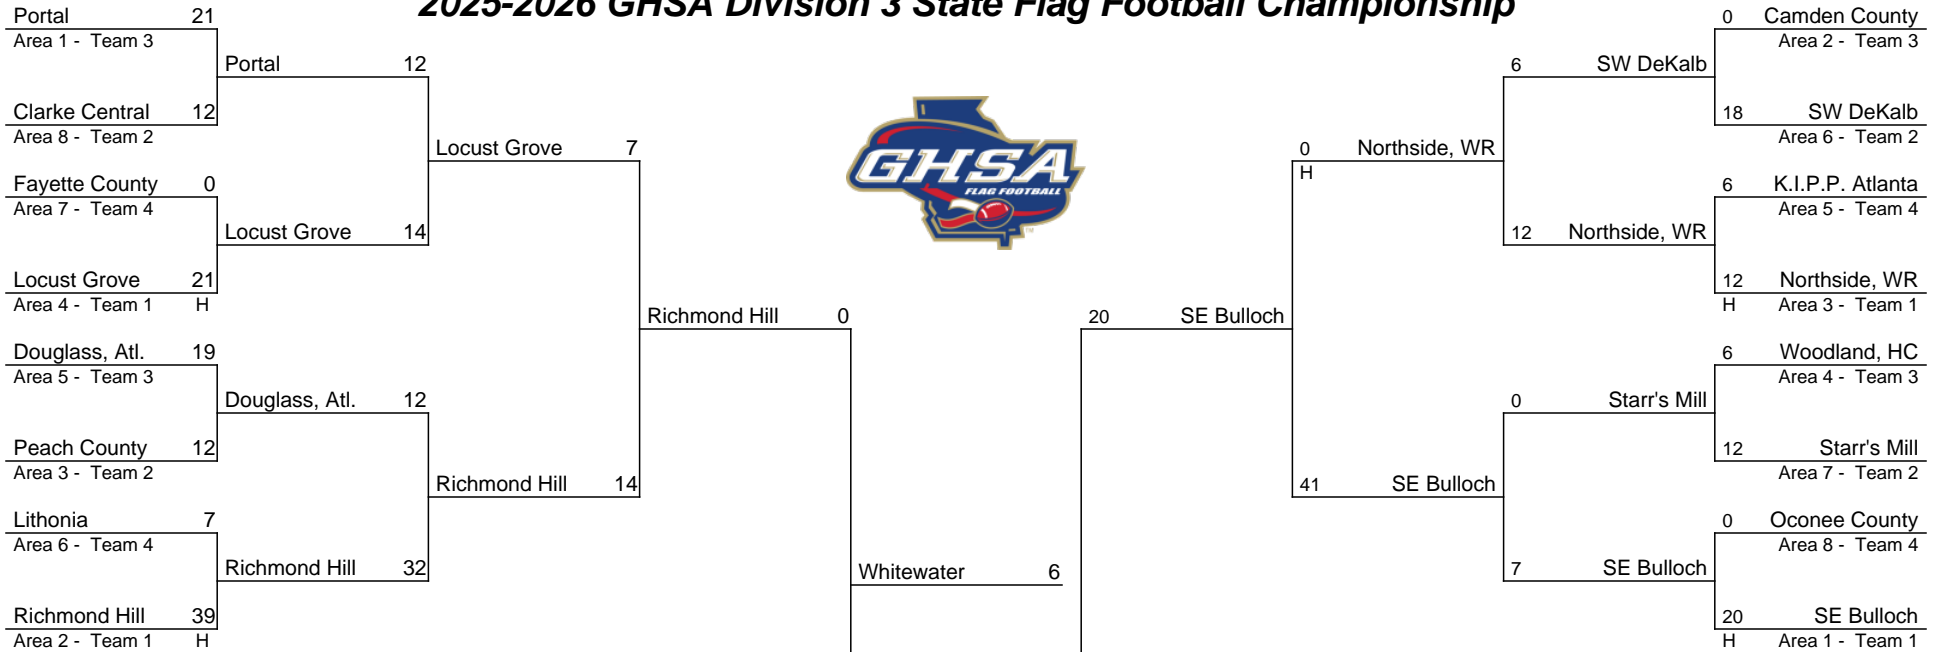 2025-2026 GHSA Division 3 State Flag Football Championship
Portal 21
Area 1 - Team 3
Portal 12
Clarke Central 12
Area 8 - Team 2
Locust Grove 7
Fayette County 0
Area 7 - Team 4
Locust Grove 14
Locust Grove 21
Area 4 - Team 1 H
Richmond Hill 0
Douglass, Atl. 19
Area 5 - Team 3
Douglass, Atl. 12
Peach County 12
Area 3 - Team 2
Richmond Hill 14
Lithonia 7
Area 6 - Team 4
Richmond Hill 32
Richmond Hill 39
Area 2 - Team 1 H
GHSA
FLAG FOOTBALL
TM
Whitewater 6
0 Camden County
Area 2 - Team 3
6 SW DeKalb
18 SW DeKalb
Area 6 - Team 2
0 Northside, WR
H
6 K.I.P.P. Atlanta
Area 5 - Team 4
12 Northside, WR
12 Northside, WR
H Area 3 - Team 1
20 SE Bulloch
6 Woodland, HC
Area 4 - Team 3
0 Starr's Mill
12 Starr's Mill
Area 7 - Team 2
41 SE Bulloch
0 Oconee County
Area 8 - Team 4
7 SE Bulloch
20 SE Bulloch
H Area 1 - Team 1